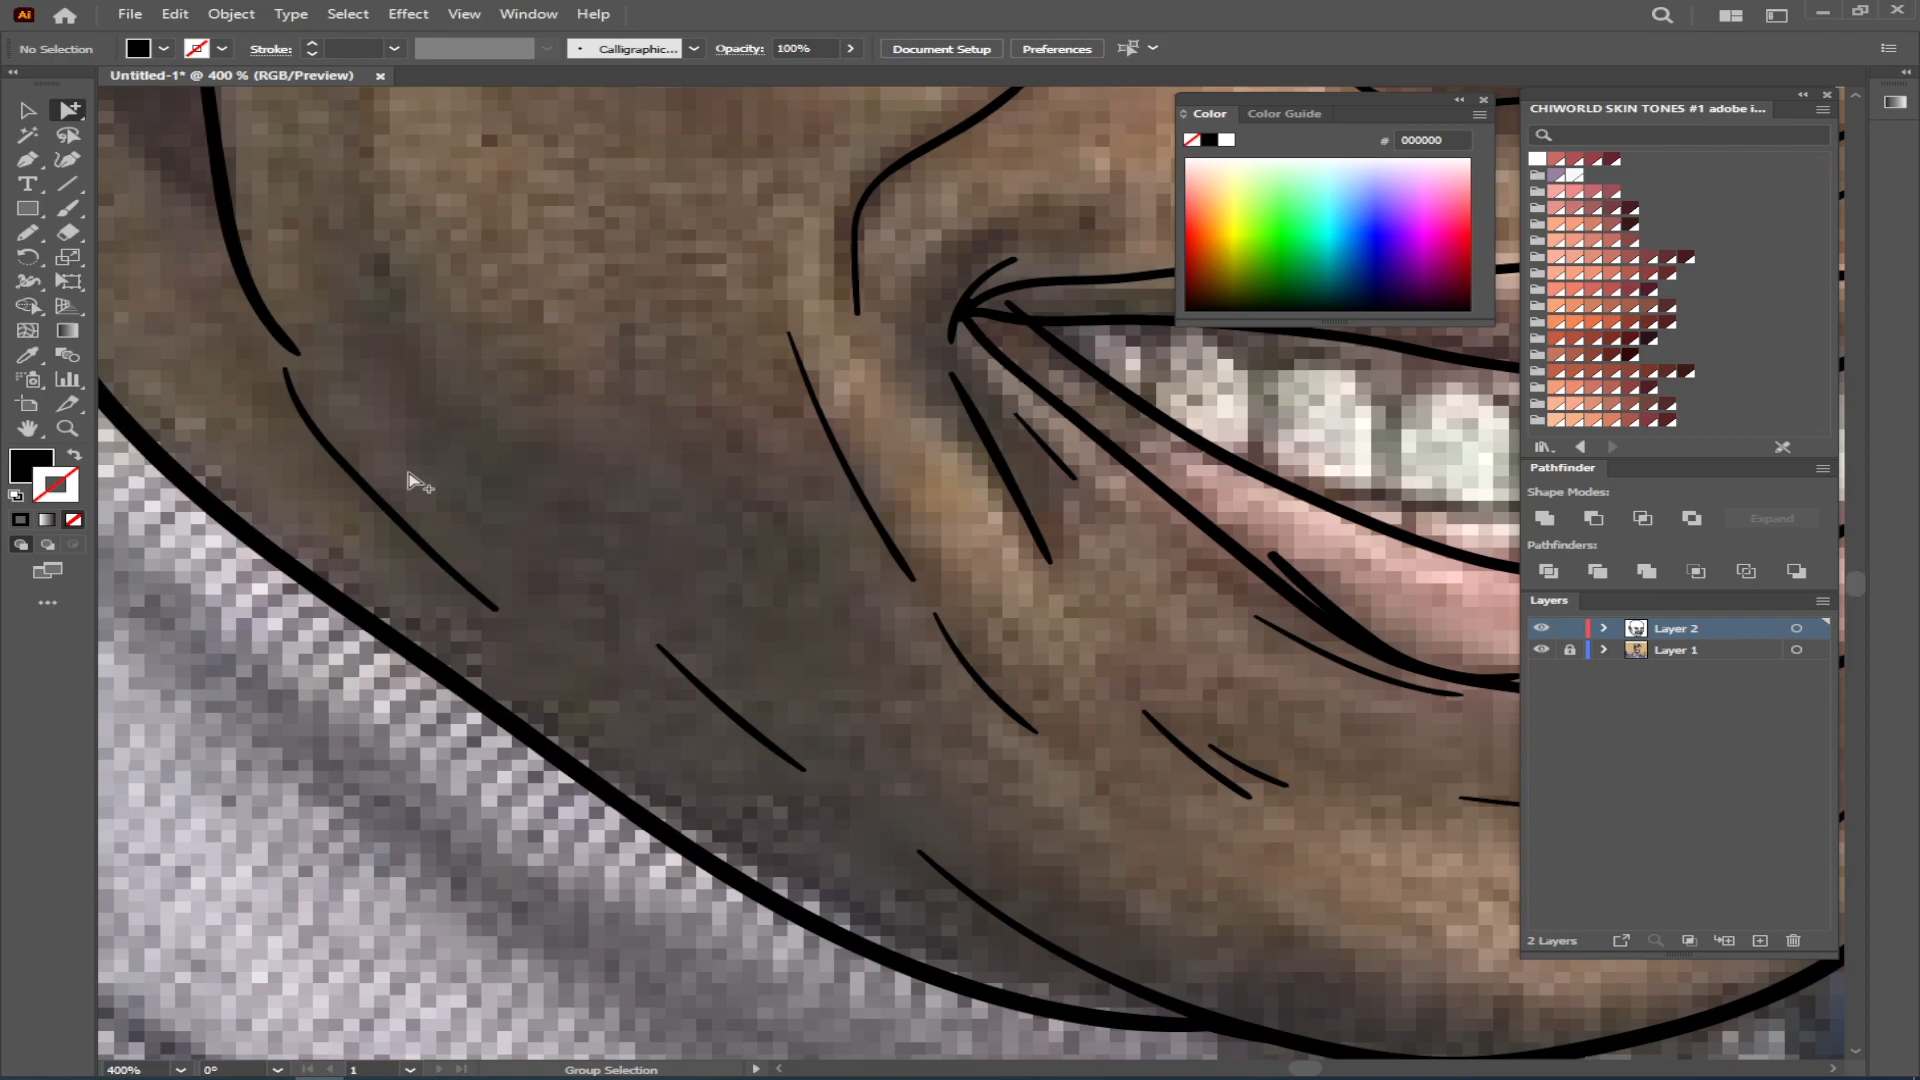 Ai File Edit Object Type Select Effect View Window Help
No Selection Stroke: Calligraphic... Opacity: 100% Document Setup Preferences
Untitled-1* @ 400 % (RGB/Preview)
Color Color Guide
# 000000
CHIWORLD SKIN TONES #1 adobe i...
Pathfinder
Shape Modes:
Expand
Pathfinders:
Layers
Layer 2
Layer 1
2 Layers
400% 0° 1 Group Selection